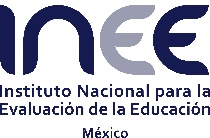 INEE
Instituto Nacional para la
Evaluación de la Educación
México